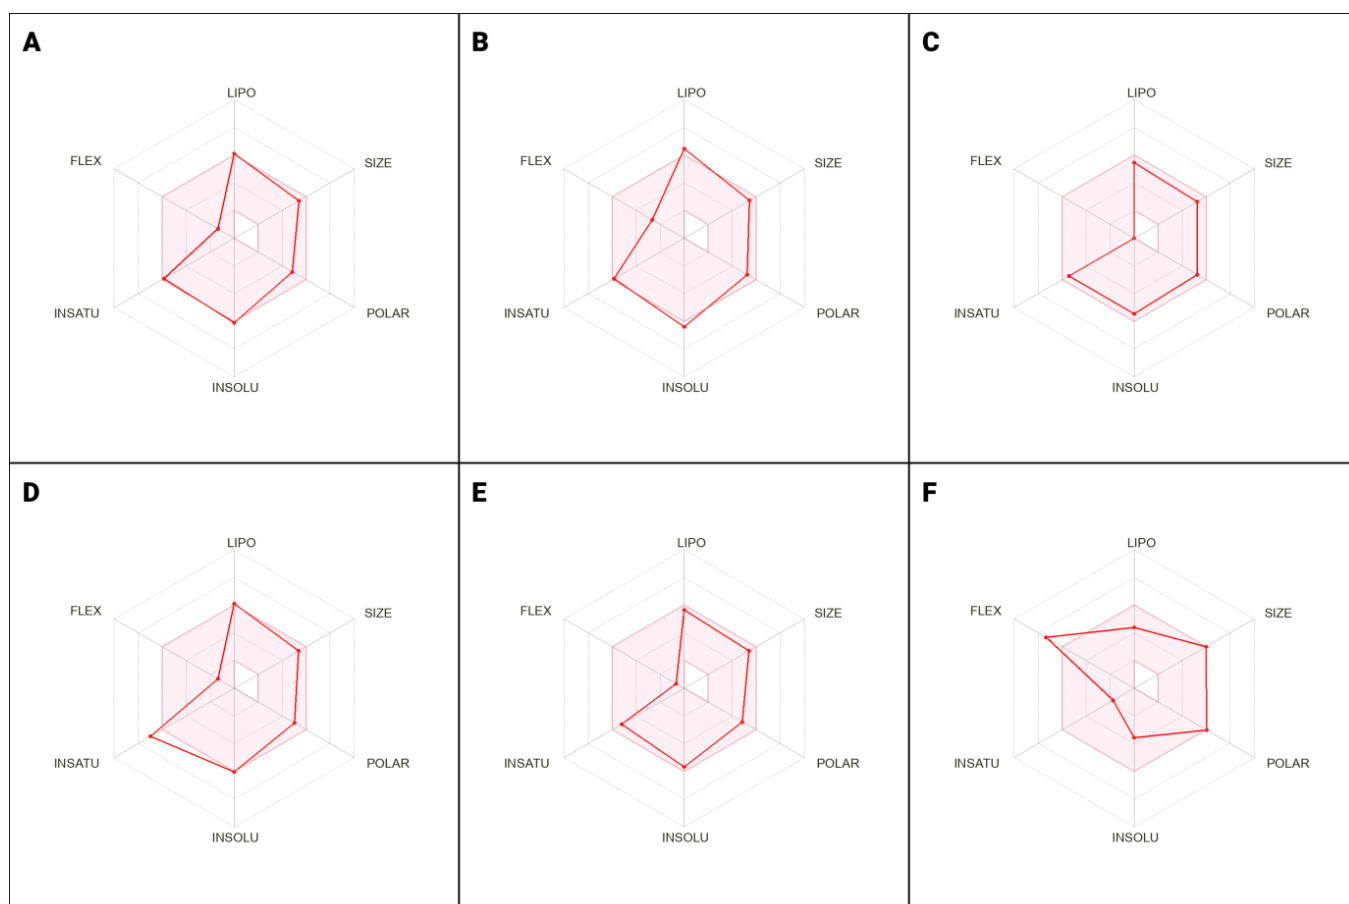 A
LIPO
FLEX
SIZE
INSATU
POLAR
INSOLU
B
LIPO
FLEX
SIZE
INSATU
POLAR
INSOLU
C
LIPO
FLEX
SIZE
INSATU
POLAR
INSOLU
D
LIPO
FLEX
SIZE
INSATU
POLAR
INSOLU
E
LIPO
FLEX
SIZE
INSATU
POLAR
INSOLU
F
LIPO
FLEX
SIZE
INSATU
POLAR
INSOLU